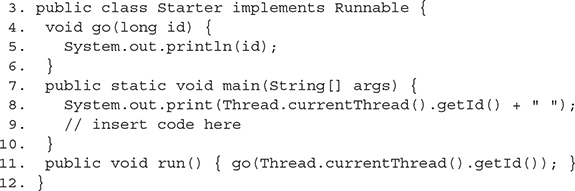 3. public class Starter implements Runnable {
4.   void go(long id) {
5.     System.out.println(id);
6.   }
7.   public static void main(String[] args) {
8.     System.out.print(Thread.currentThread().getId() + " ");
9.     // insert code here
10.   }
11.   public void run() { go(Thread.currentThread().getId()); }
12. }